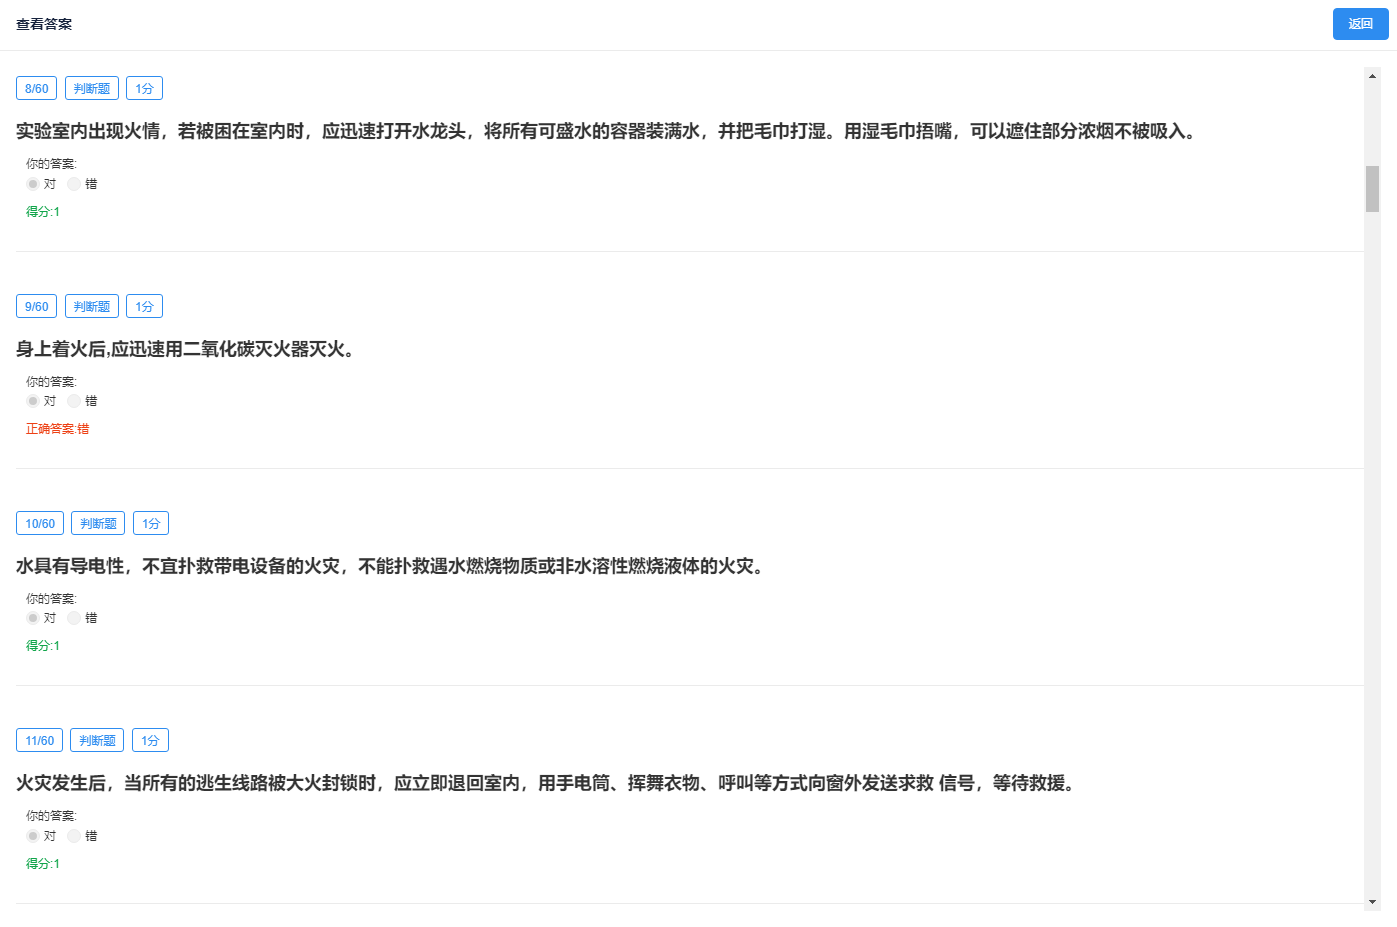 查看答案
返回
8/60 判断题 1分
实验室内出现火情，若被困在室内时，应迅速打开水龙头，将所有可盛水的容器装满水，并把毛巾打湿。用湿毛巾捂嘴，可以遮住部分浓烟不被吸入。
你的答案:
对 错
得分:1
9/60 判断题 1分
身上着火后,应迅速用二氧化碳灭火器灭火。
你的答案:
对 错
正确答案:错
10/60 判断题 1分
水具有导电性，不宜扑救带电设备的火灾，不能扑救遇水燃烧物质或非水溶性燃烧液体的火灾。
你的答案:
对 错
得分:1
11/60 判断题 1分
火灾发生后，当所有的逃生线路被大火封锁时，应立即退回室内，用手电筒、挥舞衣物、呼叫等方式向窗外发送求救 信号，等待救援。
你的答案:
对 错
得分:1